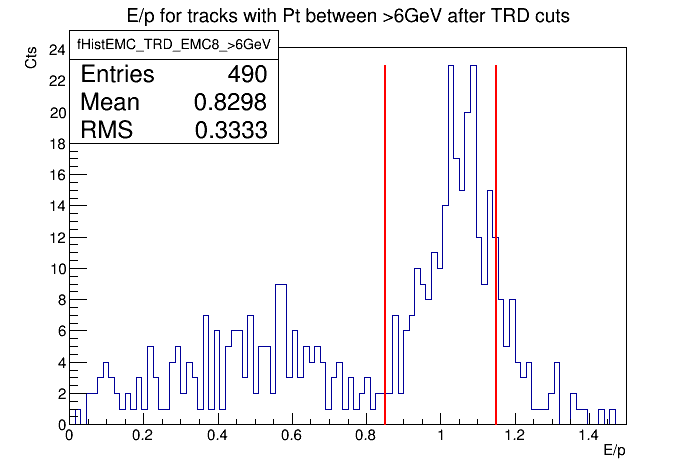 E/p for tracks with Pt between >6GeV after TRD cuts
Cts
fHistEMC_TRD_EMC8_>6GeV
Entries 490
Mean 0.8298
RMS 0.3333
24
22
20
18
16
14
12
10
8
6
4
2
0
0 0.2 0.4 0.6 0.8 1 1.2 1.4
E/p